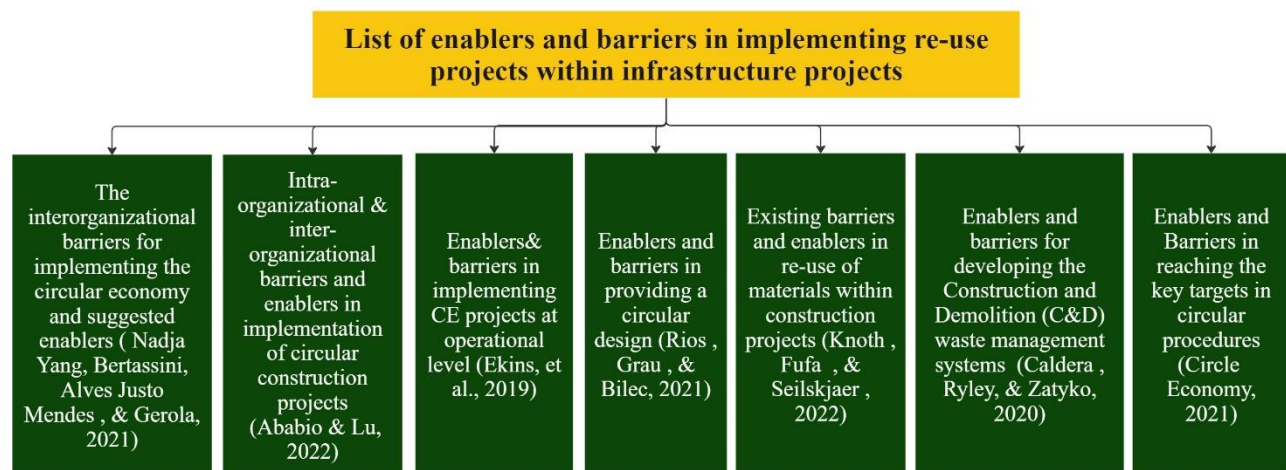 List of enablers and barriers in implementing re-use
projects within infrastructure projects
The
interorganizational
barriers for
implementing the
circular economy
and suggested
enablers ( Nadja
Yang, Bertassini,
Alves Justo
Mendes , & Gerola,
2021)
Intra-
organizational &
inter-
organizational
barriers and
enablers in
implementation
of circular
construction
projects
(Ababio & Lu,
2022)
Enablers&
barriers in
implementing
CE projects at
operational
level (Ekins, et
al., 2019)
Enablers and
barriers in
providing a
circular
design (Rios ,
Grau , &
Bilec, 2021)
Existing barriers
and enablers in
re-use of
materials within
construction
projects (Knoth ,
Fufa , &
Seilskjaer ,
2022)
Enablers and
barriers for
developing the
Construction and
Demolition (C&D)
waste management
systems (Caldera ,
Ryley, & Zatyko,
2020)
Enablers and
Barriers in
reaching the
key targets in
circular
procedures
(Circle
Economy,
2021)